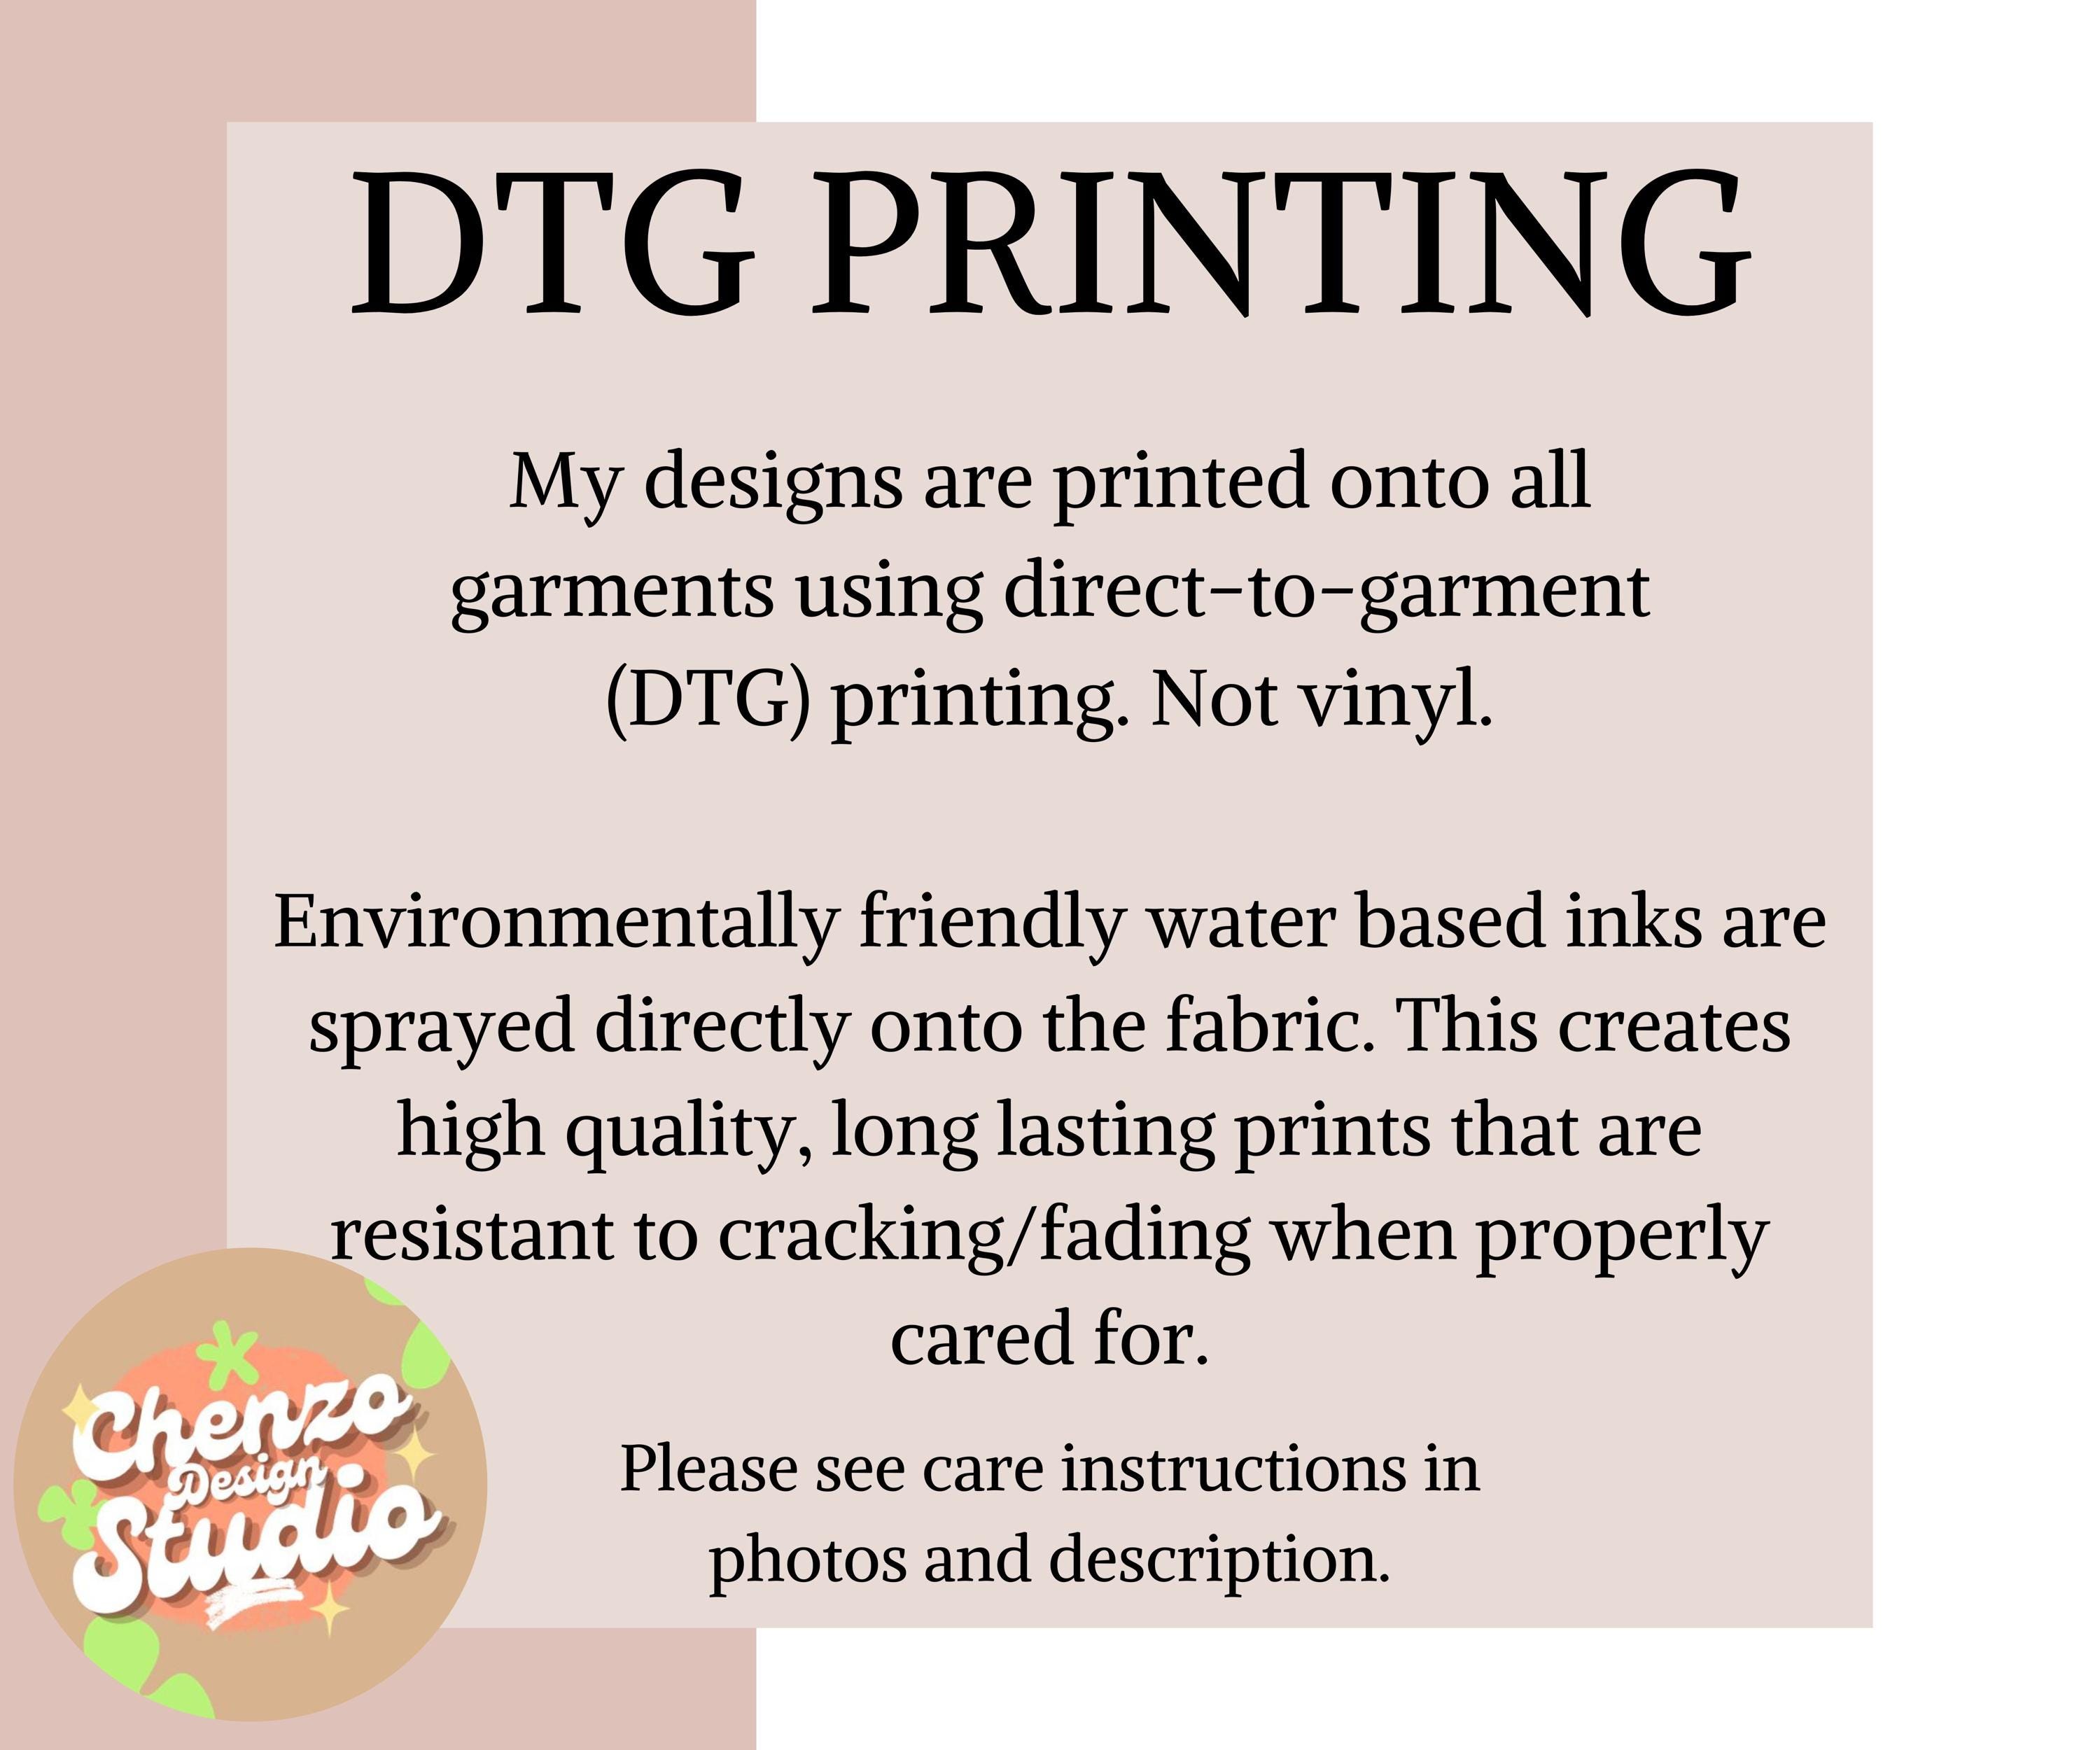 DTG PRINTING
My designs are printed onto all
garments using direct-to-garment
(DTG) printing. Not vinyl.
Environmentally friendly water based inks are
sprayed directly onto the fabric. This creates
high quality, long lasting prints that are
resistant to cracking/fading when properly
cared for.
Please see care instructions in
photos and description.
Chenzo
Design
Studio